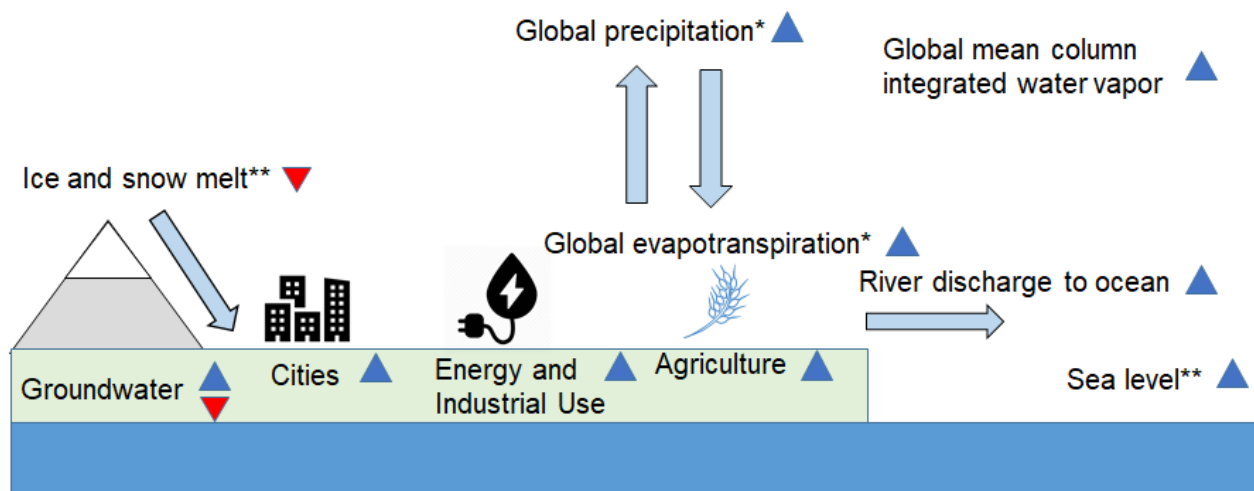 Global precipitation*
Global mean column
integrated water vapor
Ice and snow melt**
Global evapotranspiration*
River discharge to ocean
Groundwater
Cities
Energy and
Industrial Use
Agriculture
Sea level**